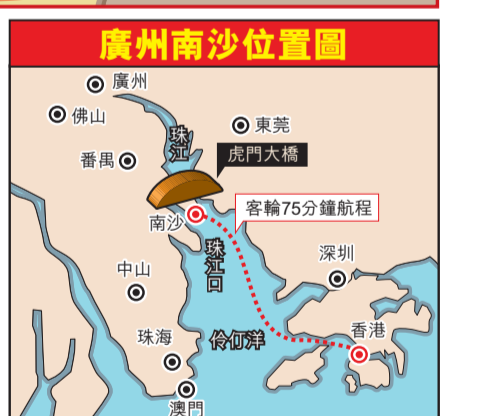 廣州南沙位置圖
廣州
佛山
東莞
珠江
虎門大橋
番禺
客輪75分鐘航程
南沙
珠江口
深圳
中山
香港
珠海
伶仃洋
澳門